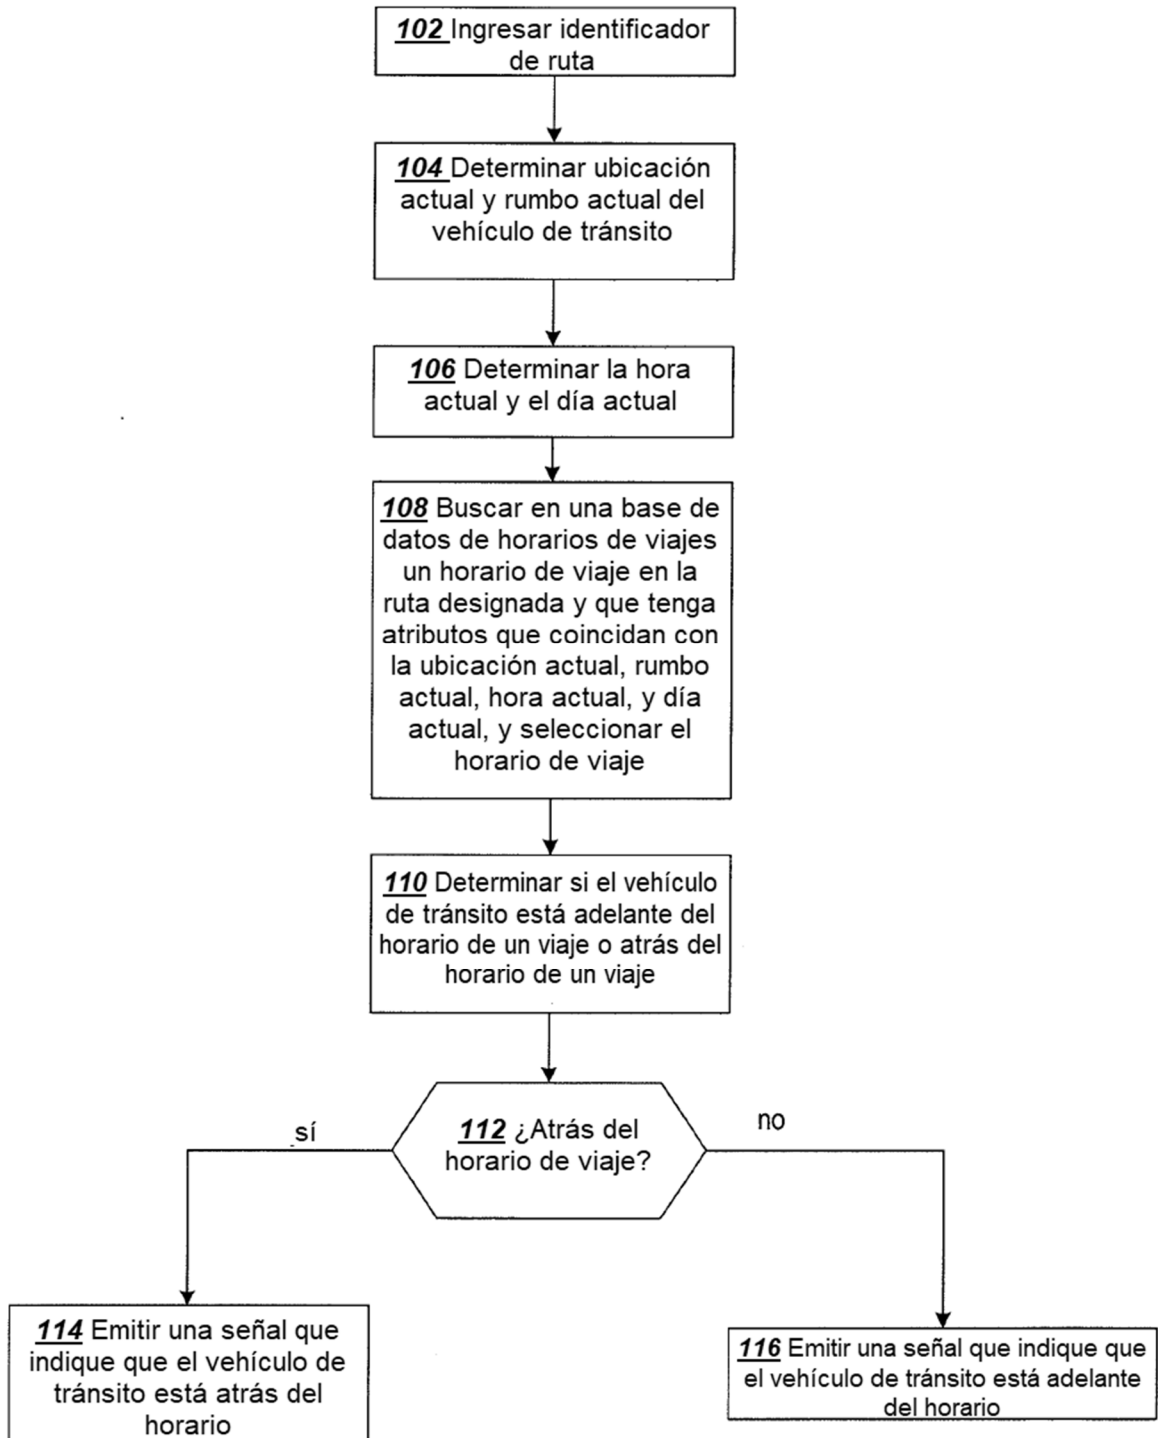 102 Ingresar identificador
de ruta
104 Determinar ubicación
actual y rumbo actual del
vehículo de tránsito
106 Determinar la hora
actual y el día actual
108 Buscar en una base de
datos de horarios de viajes
un horario de viaje en la
ruta designada y que tenga
atributos que coincidan con
la ubicación actual, rumbo
actual, hora actual, y día
actual, y seleccionar el
horario de viaje
110 Determinar si el vehículo
de tránsito está adelante del
horario de un viaje o atrás del
horario de un viaje
112 ¿Atrás del
horario de viaje?
sí
no
114 Emitir una señal que
indique que el vehículo de
tránsito está atrás del
horario
116 Emitir una señal que indique que
el vehículo de tránsito está adelante
del horario